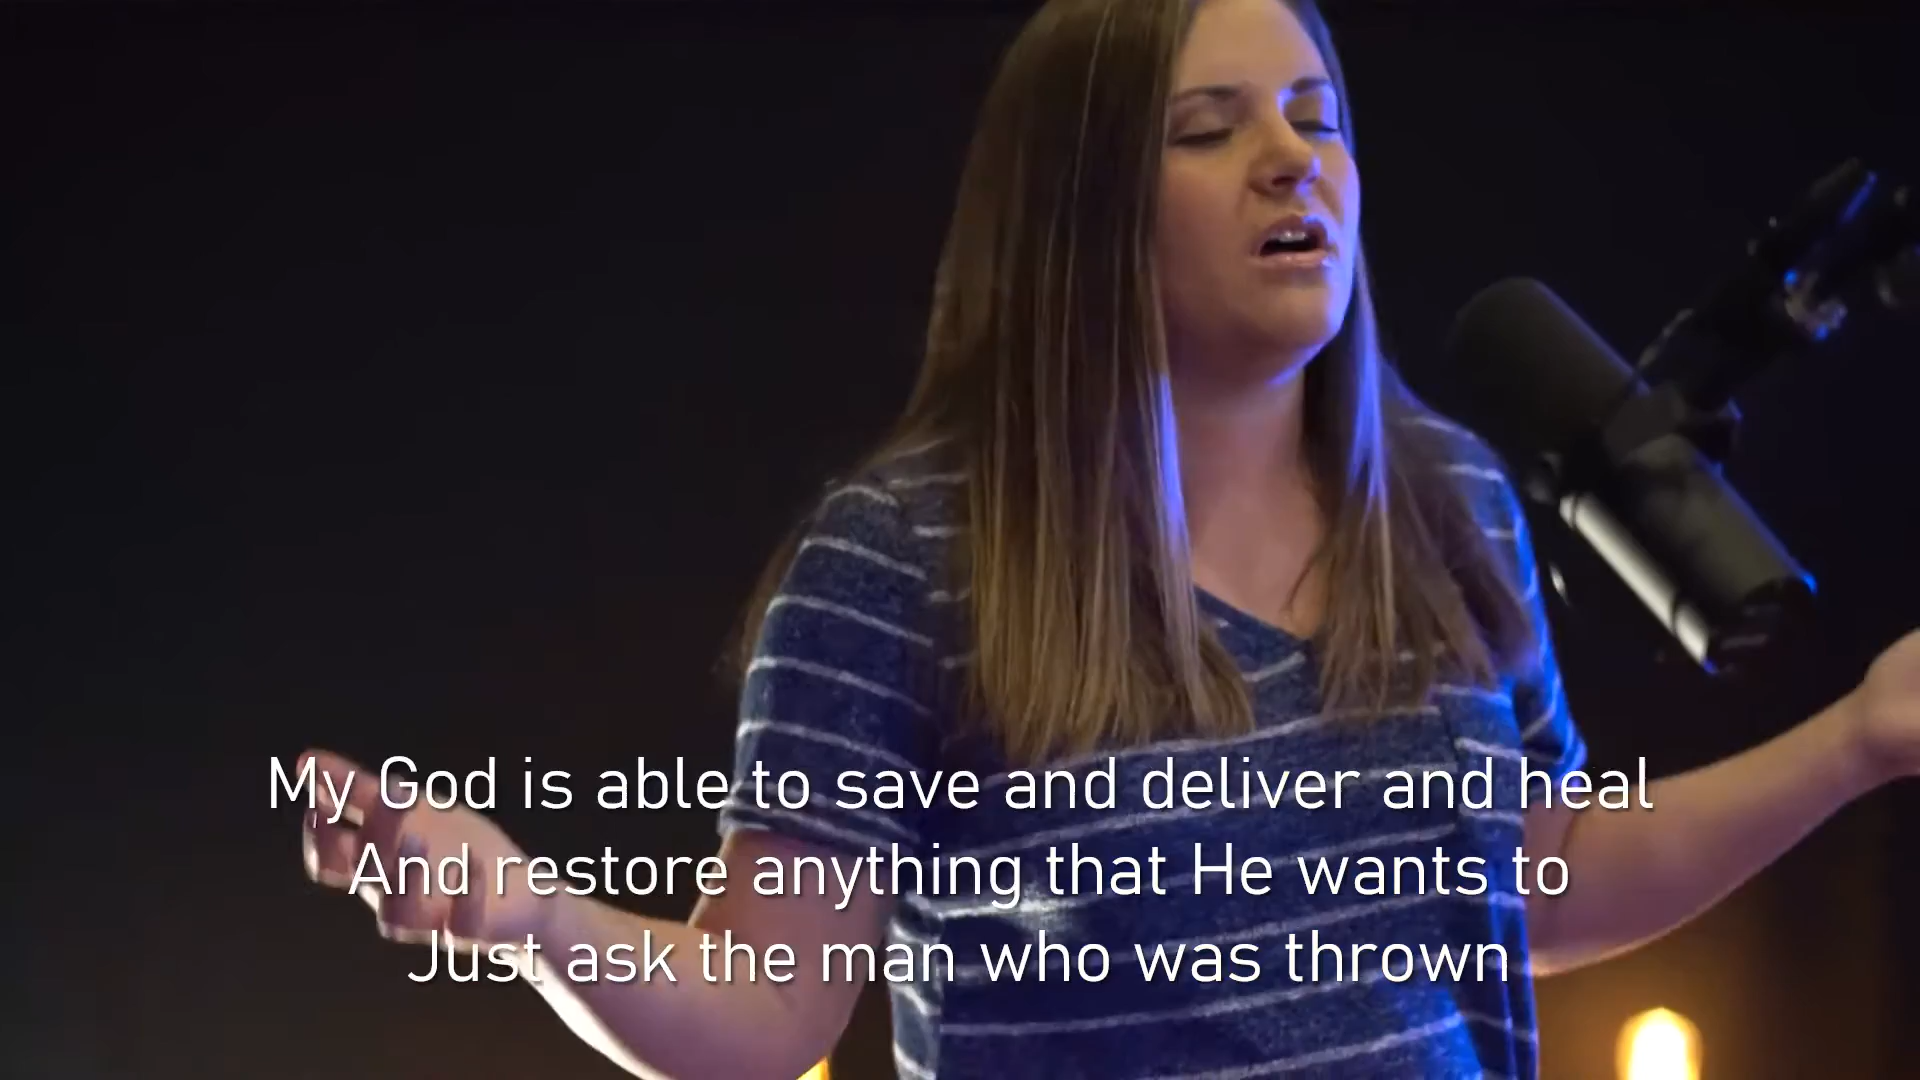 My God is able to save and deliver and heal
And restore anything that He wants to
Just ask the man who was thrown